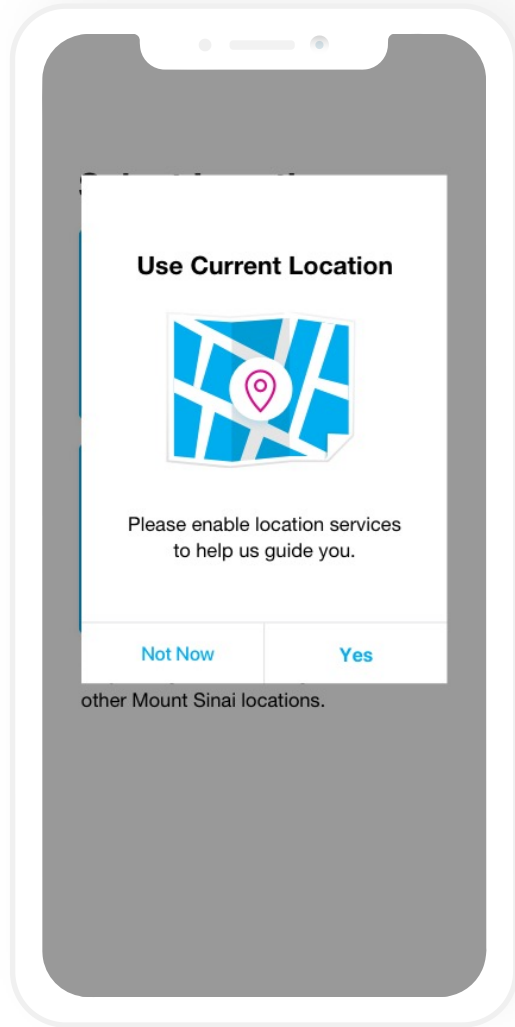 Use Current Location
Please enable location services
to help us guide you.
Not Now
Yes
other Mount Sinai locations.